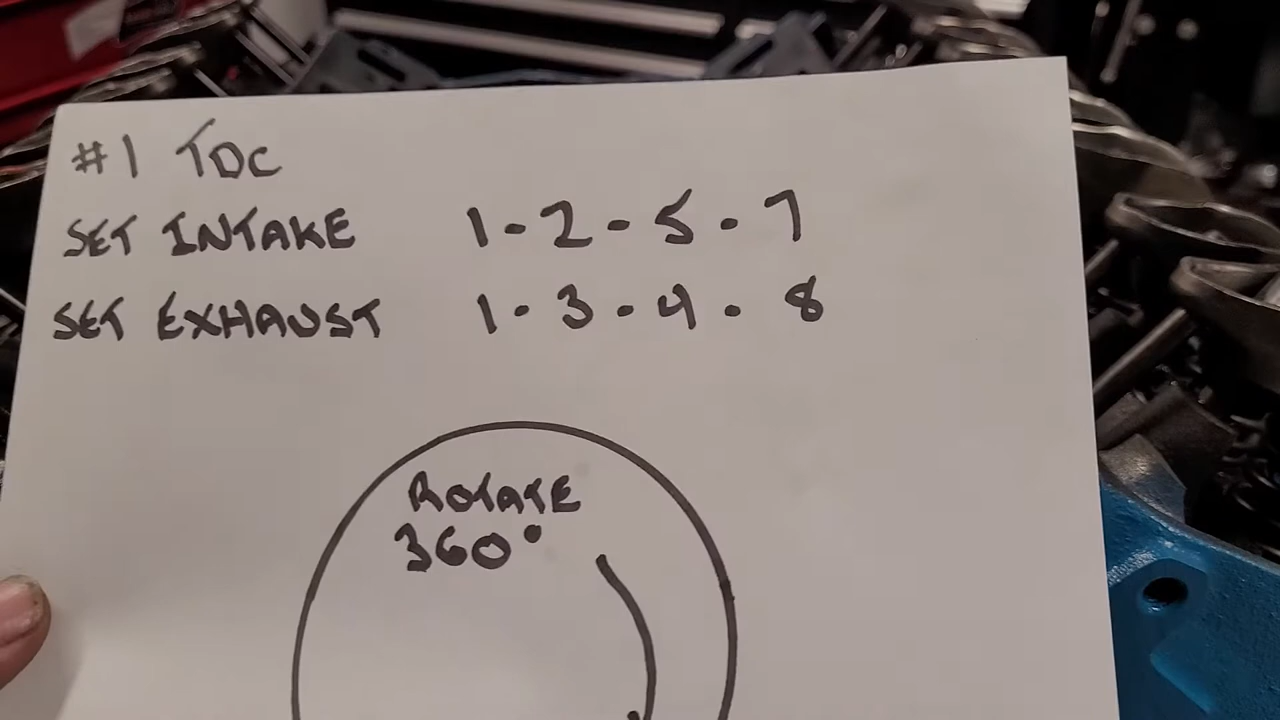 #1 TDC
SET INTAKE 1-2-5-7
SET EXHAUST 1-3-4-8
ROTATE
360°